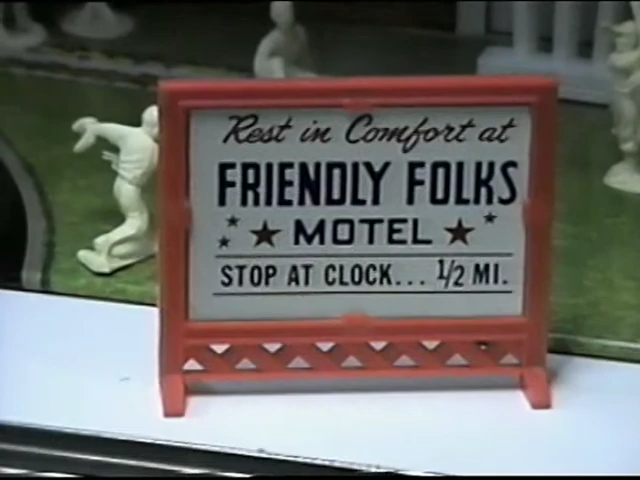 Rest in Comfort at
FRIENDLY FOLKS
MOTEL
STOP AT CLOCK... 1/2 MI.